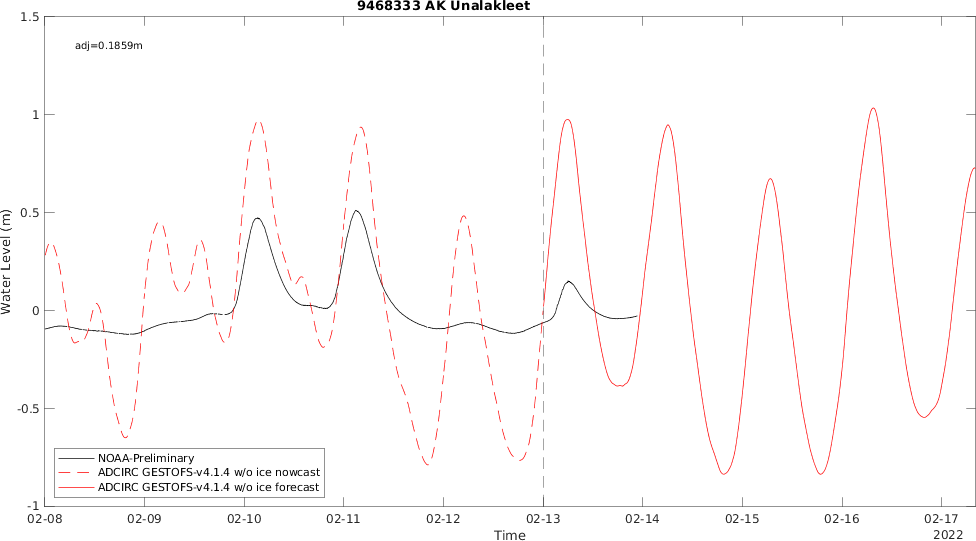 9468333 AK Unalakleet
adj=0.1859m
Water Level (m)
1.5
1
0.5
0
-0.5
-1
NOAA-Preliminary
ADCIRC GESTOFS-v4.1.4 w/o ice nowcast
ADCIRC GESTOFS-v4.1.4 w/o ice forecast
02-08 02-09 02-10 02-11 02-12 02-13 02-14 02-15 02-16 02-17
Time
2022